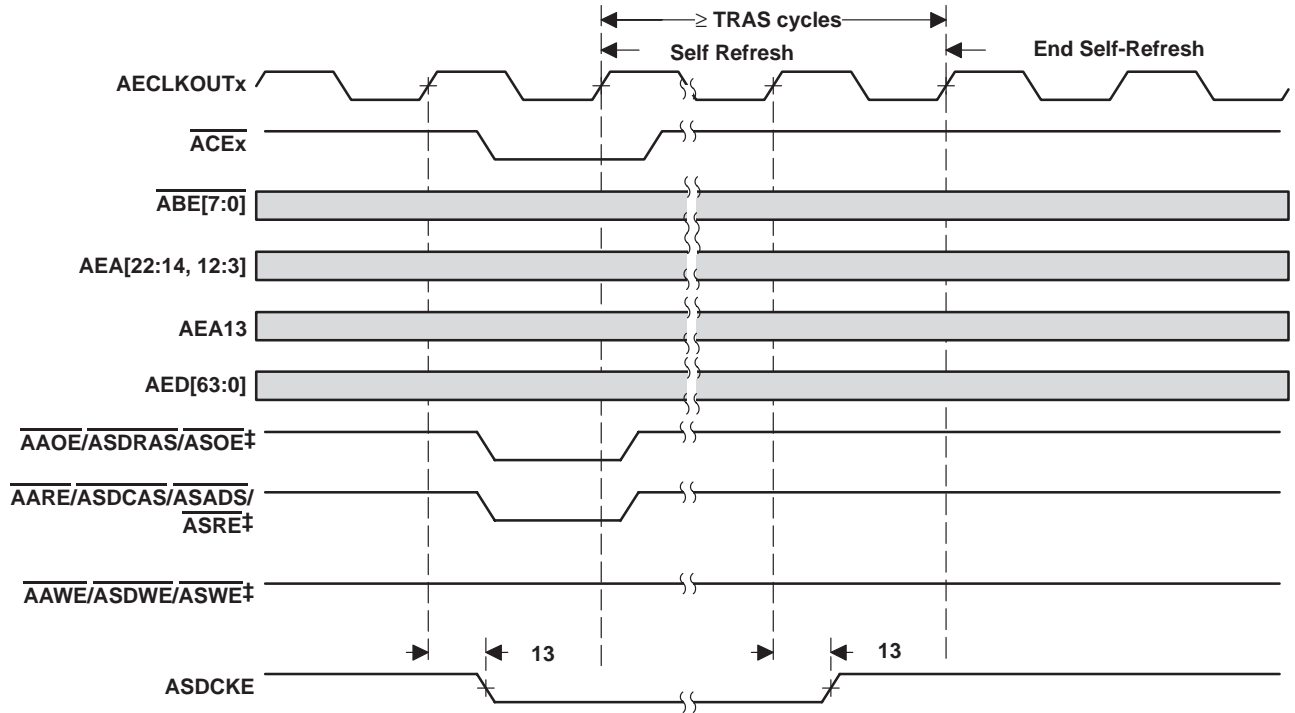 ≥ TRAS cycles
Self Refresh
End Self-Refresh
AECLKOUTx
ACEx
ABE[7:0]
AEA[22:14, 12:3]
AEA13
AED[63:0]
AAOE/ASDRAS/ASOE‡
AARE/ASDCAS/ASADS/
ASRE‡
AAWE/ASDWE/ASWE‡
13
13
ASDCKE